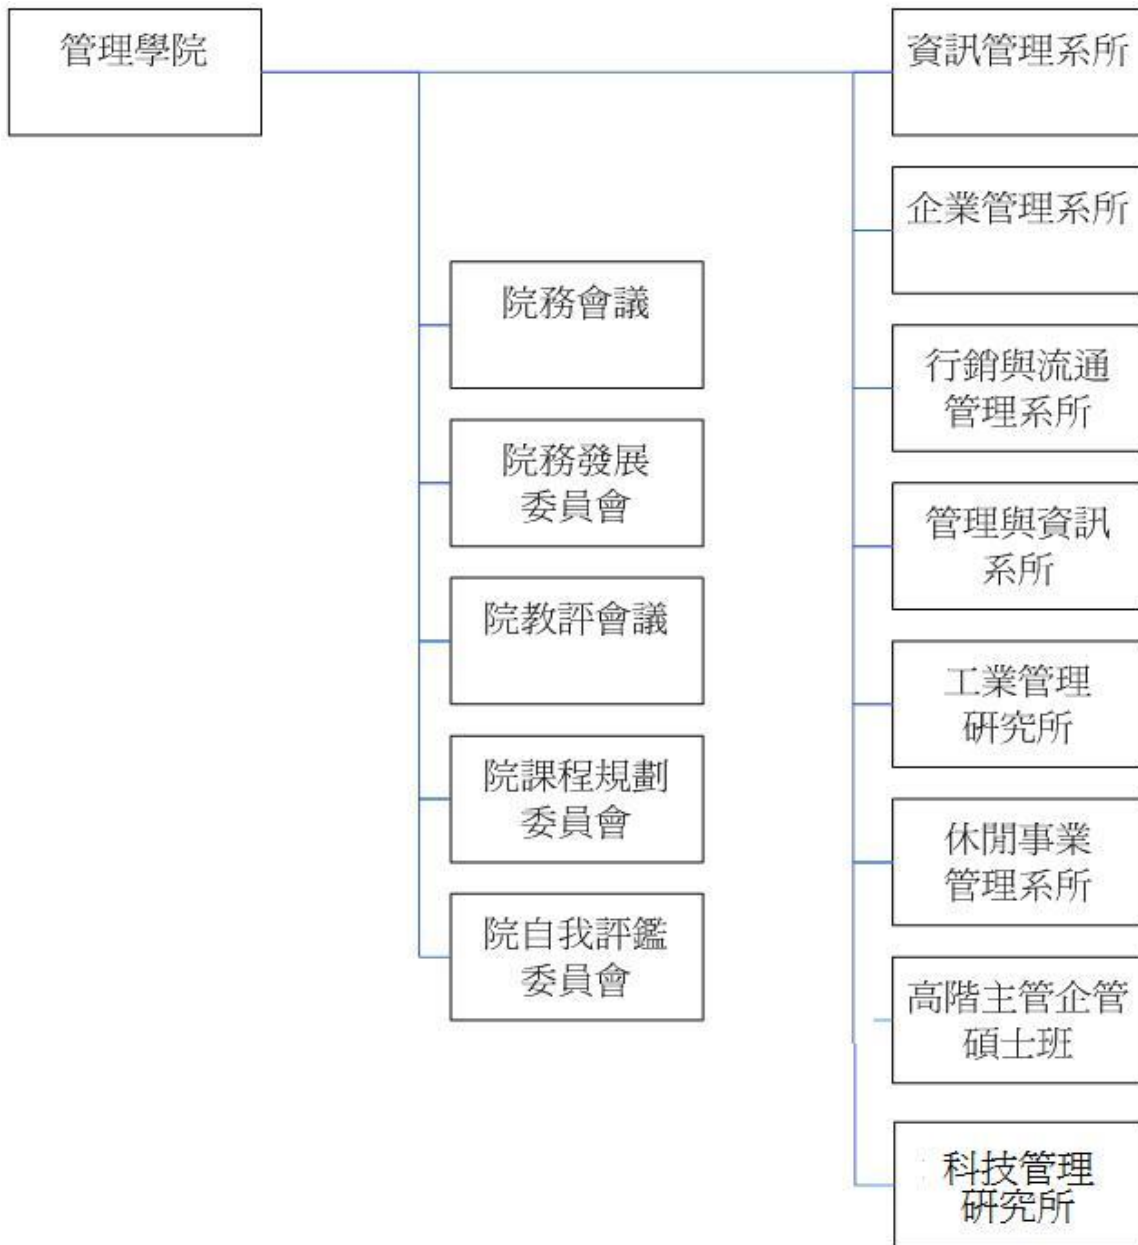 管理學院
資訊管理系所
企業管理系所
院務會議
行銷與流通
管理系所
院務發展
委員會
管理與資訊
系所
院教評會議
工業管理
研究所
院課程規劃
委員會
休閒事業
管理系所
院自我評鑑
委員會
高階主管企管
碩士班
科技管理
研究所